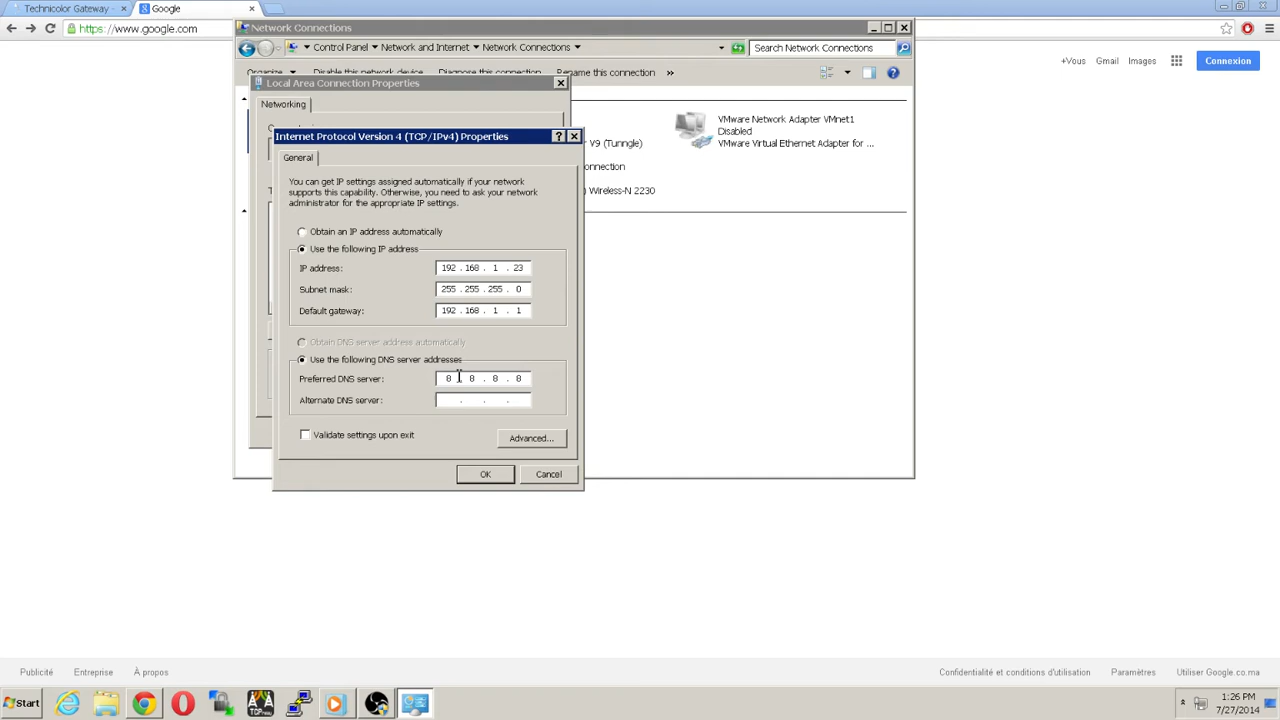 Technicolor Gateway -
Google
https://www.google.com
Network Connections
Control Panel
Network and Internet
Network Connections
Search Network Connections
Organize
Disable this network device
Diagnose this connection
Rename this connection
»
+Vous
Gmail
Images
Connexion
Local Area Connection Properties
Networking
VMware Network Adapter VMnet1
Disabled
VMware Virtual Ethernet Adapter for ...
V9 (Tunngle)
onnection
) Wireless-N 2230
Internet Protocol Version 4 (TCP/IPv4) Properties
General
You can get IP settings assigned automatically if your network
supports this capability. Otherwise, you need to ask your network
administrator for the appropriate IP settings.
Obtain an IP address automatically
Use the following IP address
IP address: 192 . 168 . 1 . 23
Subnet mask: 255 . 255 . 255 . 0
Default gateway: 192 . 168 . 1 . 1
Obtain DNS server address automatically
Use the following DNS server addresses
Preferred DNS server: 8 . 8 . 8 . 8
Alternate DNS server: . . .
Validate settings upon exit
Advanced...
OK
Cancel
Publicité
Entreprise
À propos
Confidentialité et conditions d'utilisation
Paramètres
Utiliser Google.co.ma
Start
1:26 PM
7/27/2014